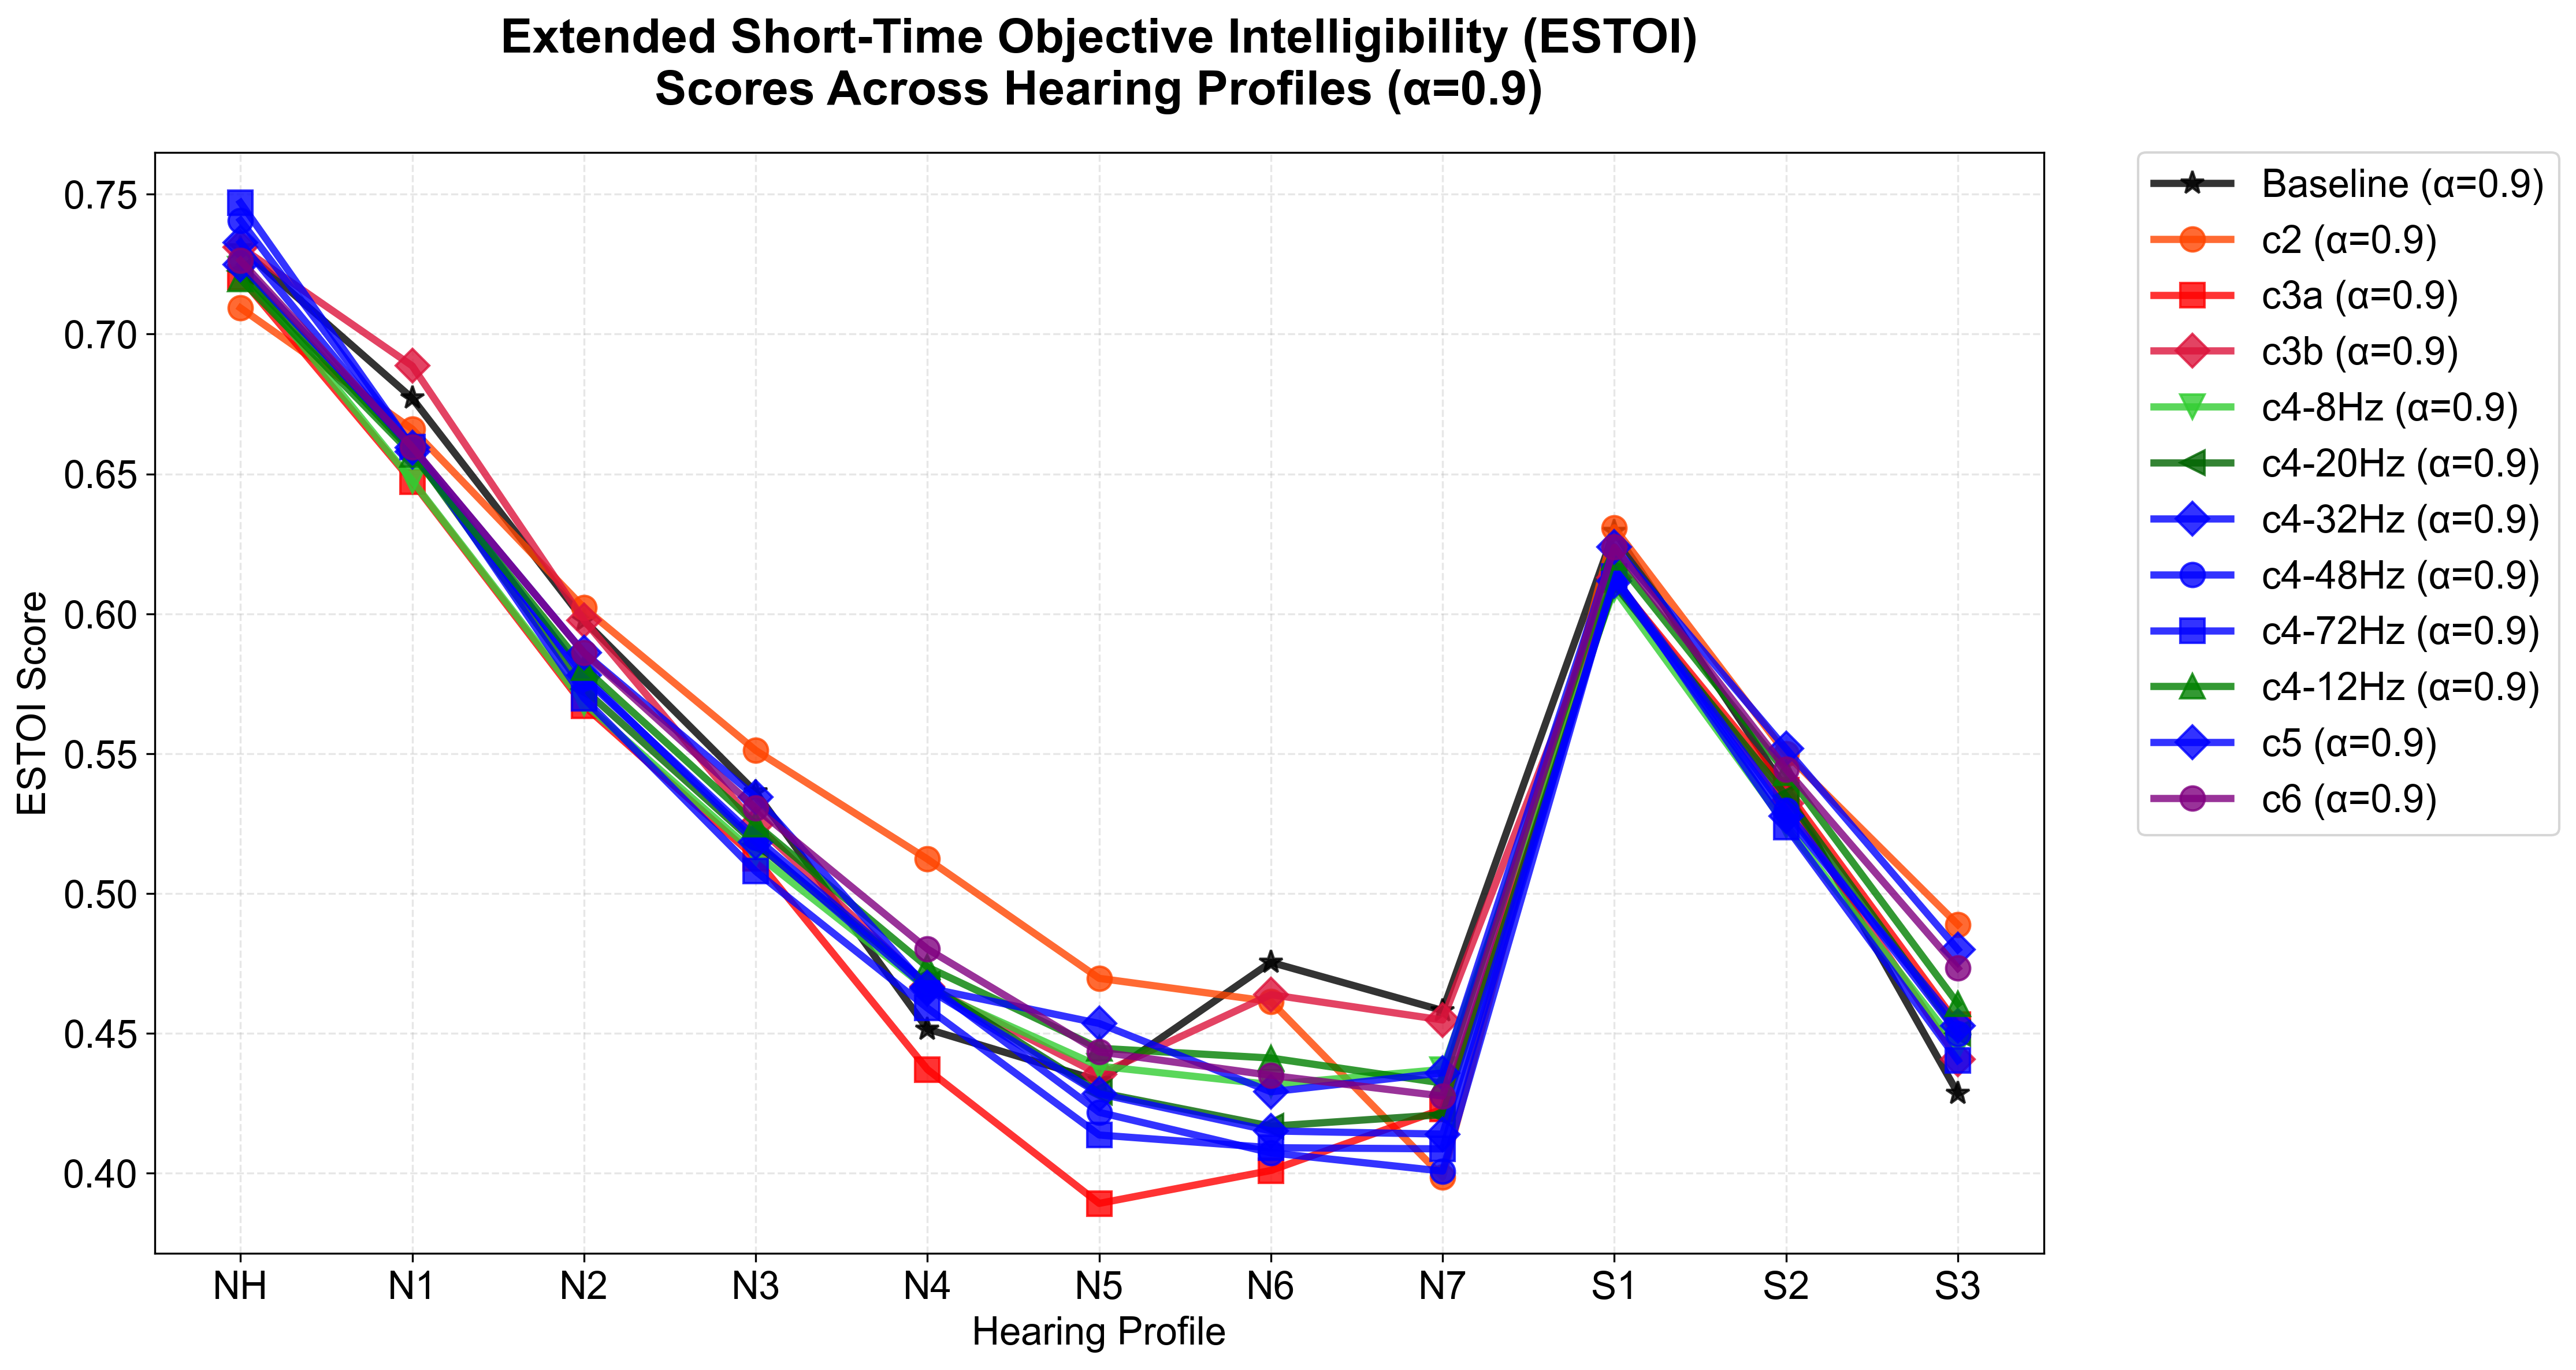 Extended Short-Time Objective Intelligibility (ESTOI)
Scores Across Hearing Profiles (α=0.9)
ESTOI Score
0.75
0.70
0.65
0.60
0.55
0.50
0.45
0.40
NH N1 N2 N3 N4 N5 N6 N7 S1 S2 S3
Hearing Profile
Baseline (α=0.9)
c2 (α=0.9)
c3a (α=0.9)
c3b (α=0.9)
c4-8Hz (α=0.9)
c4-20Hz (α=0.9)
c4-32Hz (α=0.9)
c4-48Hz (α=0.9)
c4-72Hz (α=0.9)
c4-12Hz (α=0.9)
c5 (α=0.9)
c6 (α=0.9)